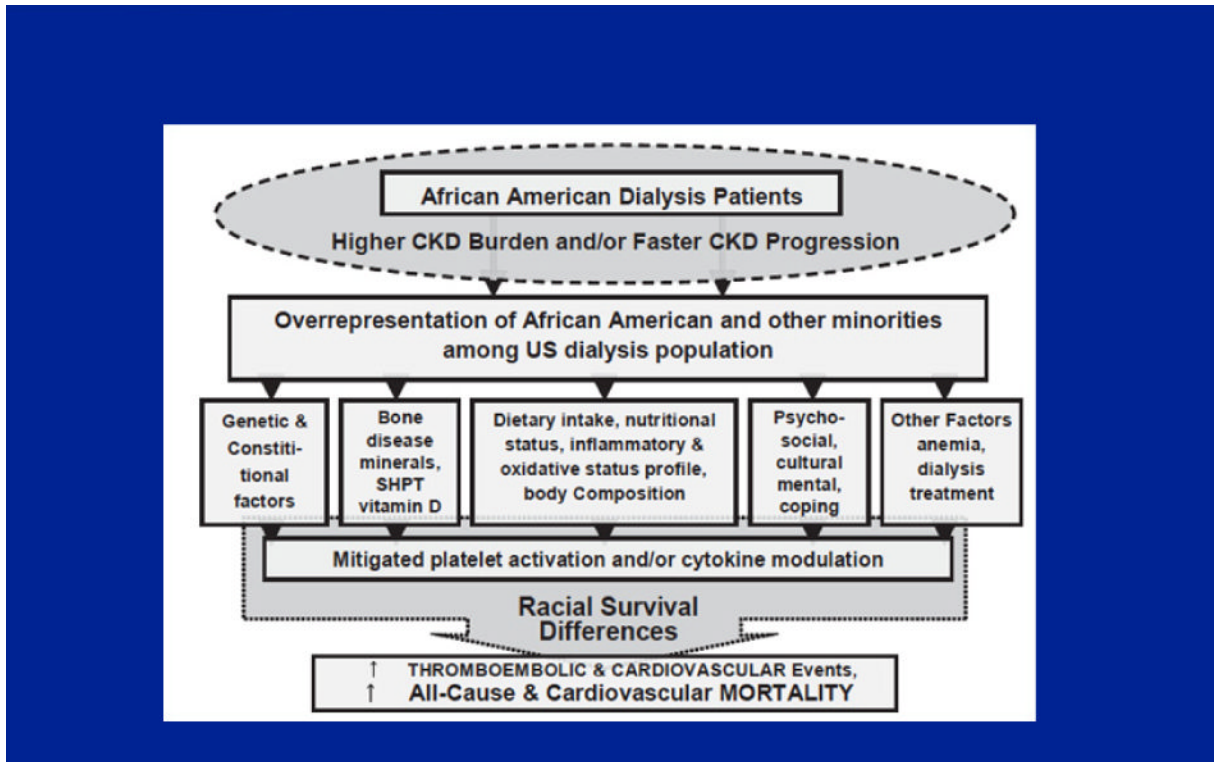 African American Dialysis Patients
Higher CKD Burden and/or Faster CKD Progression
Overrepresentation of African American and other minorities
among US dialysis population
Genetic &
Constiti-
tional
factors
Bone
disease
minerals,
SHPT
vitamin D
Dietary intake, nutritional
status, inflammatory &
oxidative status profile,
body Composition
Psycho-
social,
cultural
mental,
coping
Other Factors
anemia,
dialysis
treatment
Mitigated platelet activation and/or cytokine modulation
Racial Survival
Differences
↑ THROMBOEMBOLIC & CARDIOVASCULAR Events,
↑ All-Cause & Cardiovascular MORTALITY